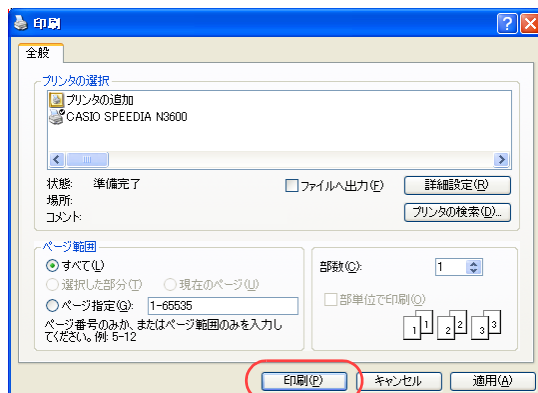 印刷
全般
プリンタの選択
プリンタの追加
CASIO SPEEDIA N3600
状態: 準備完了
場所:
コメント:
ファイルへ出力(F)
詳細設定(R)
プリンタの検索(D)...
ページ範囲
すべて(L)
選択した部分(T) 現在のページ(U)
ページ指定(G): 1-65535
ページ番号のみか、またはページ範囲のみを入力し
てください。例: 5-12
部数(C): 1
部単位で印刷(O)
1 1 2 2 3 3
印刷(P) キャンセル 適用(A)